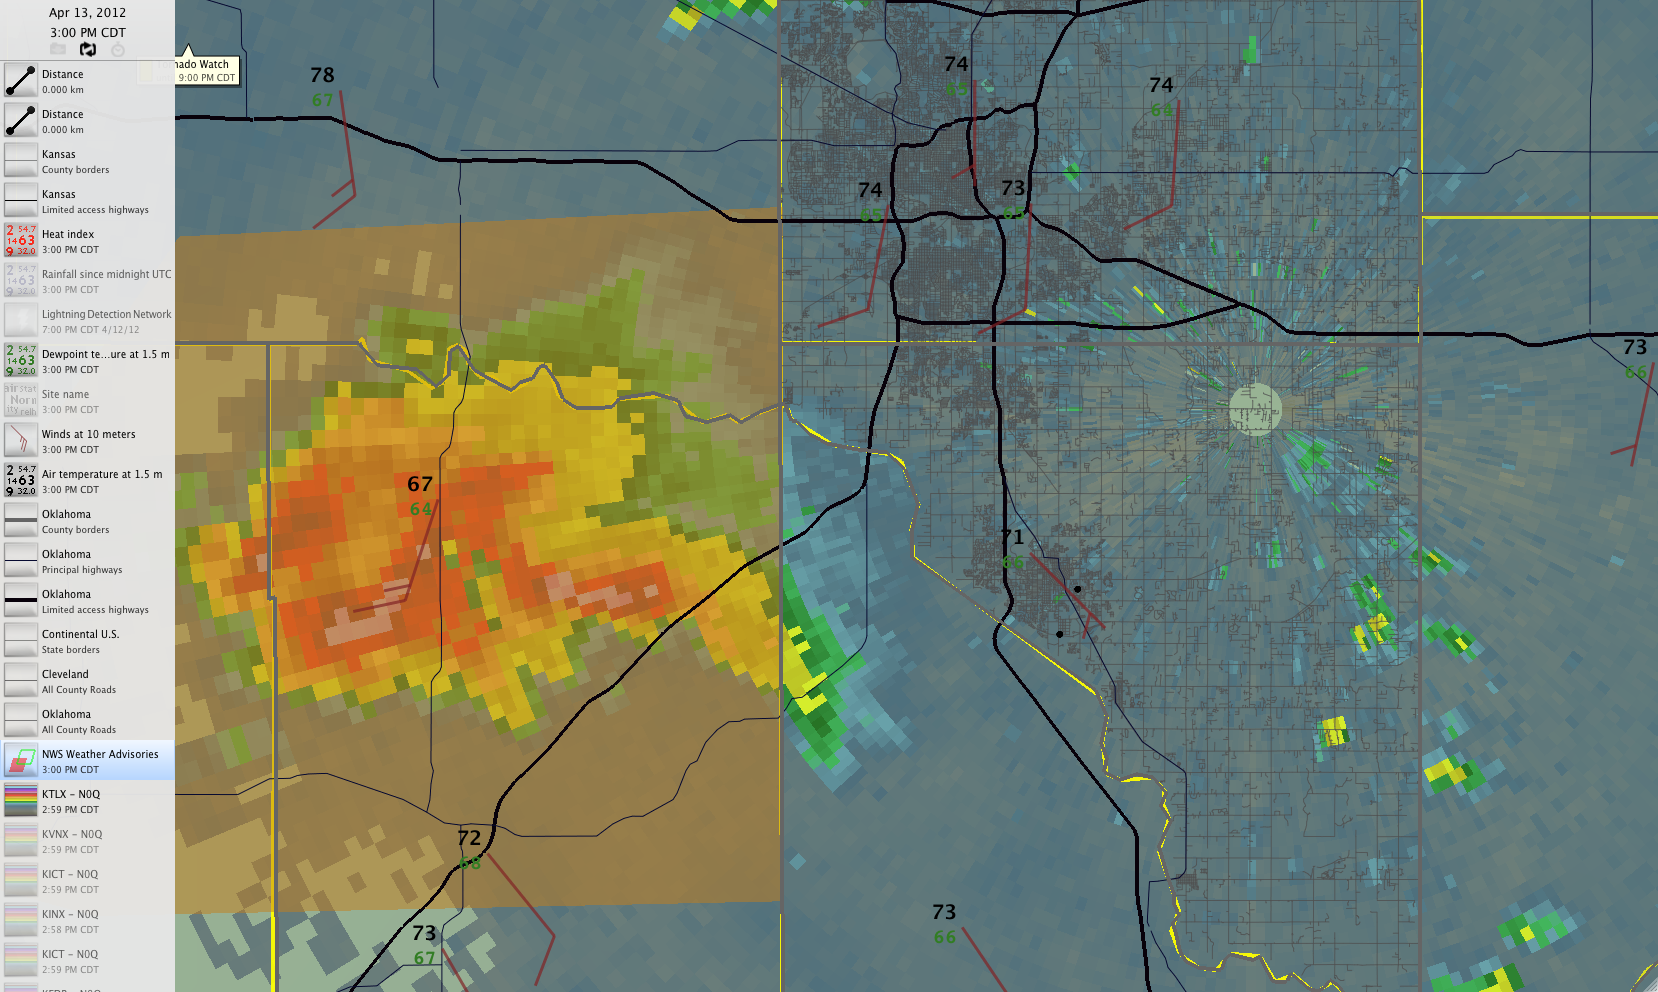 Apr 13, 2012
3:00 PM CDT
Distance
0.000 km
Distance
0.000 km
Kansas
County borders
Kansas
Limited access highways
Heat index
3:00 PM CDT
Rainfall since midnight UTC
3:00 PM CDT
Lightning Detection Network
7:00 PM CDT 4/12/12
Dewpoint te...ure at 1.5 m
3:00 PM CDT
Site name
3:00 PM CDT
Winds at 10 meters
3:00 PM CDT
Air temperature at 1.5 m
3:00 PM CDT
Oklahoma
County borders
Oklahoma
Principal highways
Oklahoma
Limited access highways
Continental U.S.
State borders
Cleveland
All County Roads
Oklahoma
All County Roads
NWS Weather Advisories
3:00 PM CDT
KTLX - N0Q
2:59 PM CDT
KVNX - N0Q
2:59 PM CDT
KICT - N0Q
2:59 PM CDT
KINX - N0Q
2:58 PM CDT
KICT - N0Q
2:59 PM CDT
Watch
9:00 PM CDT
78
67
74
65
74
64
74
65
73
65
73
66
67
64
71
72
68
73
67
73
66